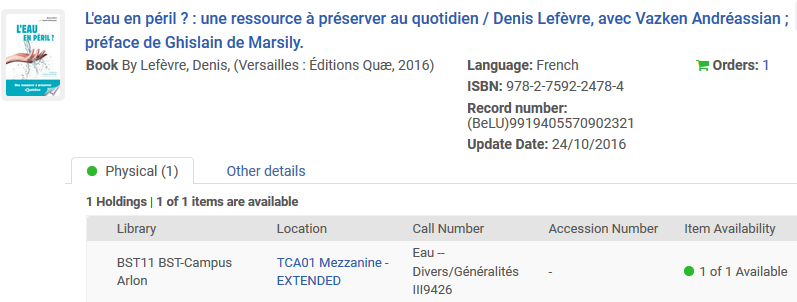 L'EAU
EN PÉRIL ?
L'eau en péril ? : une ressource à préserver au quotidien / Denis Lefèvre, avec Vazken Andréassian ;
préface de Ghislain de Marsily.
Book By Lefèvre, Denis, (Versailles : Éditions Quæ, 2016)
Language: French
Orders: 1
ISBN: 978-2-7592-2478-4
Record number:
(BeLU)9919405570902321
Update Date: 24/10/2016
Physical (1)
Other details
1 Holdings | 1 of 1 items are available
Library
Location
Call Number
Accession Number
Item Availability
BST11 BST-Campus
Arlon
TCA01 Mezzanine -
EXTENDED
Eau --
Divers/Généralités
III9426
-
1 of 1 Available